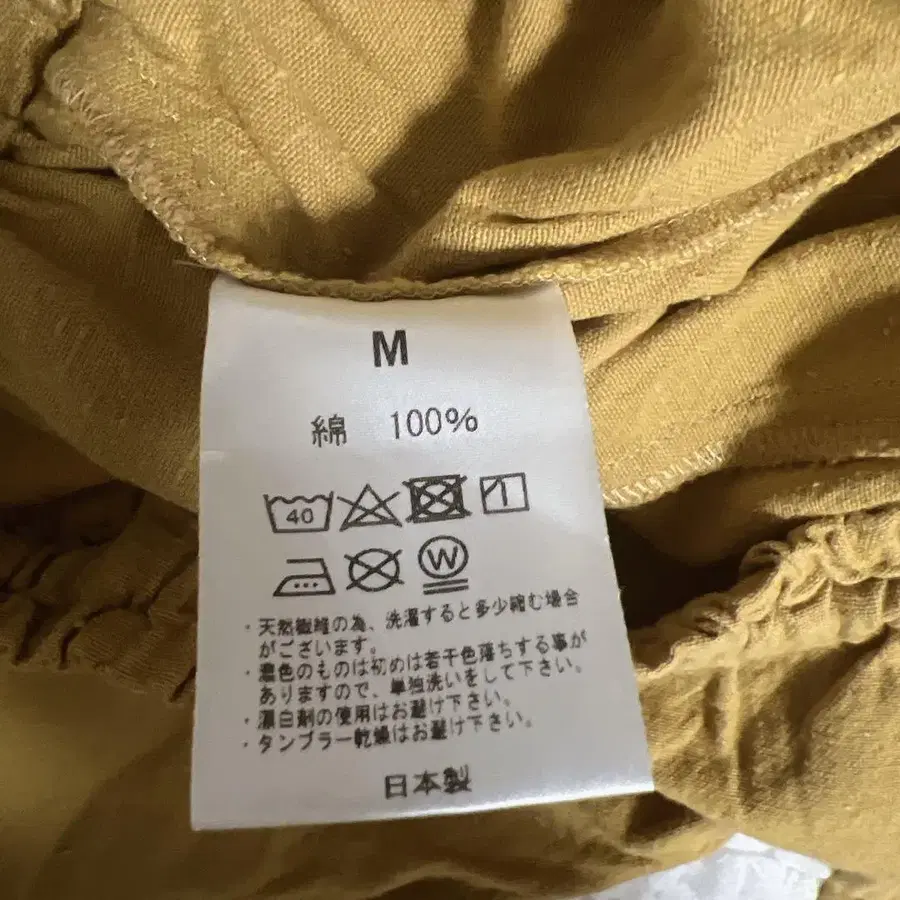 M
綿 100%
40
W
・天然繊維の為、洗濯すると多少縮む場合
がございます。
・濃色のものは初めは若干色落ちする事が
ありますので、単独洗いをして下さい。
・漂白剤の使用はお避け下さい。
・タンブラー乾燥はお避け下さい。
日本製